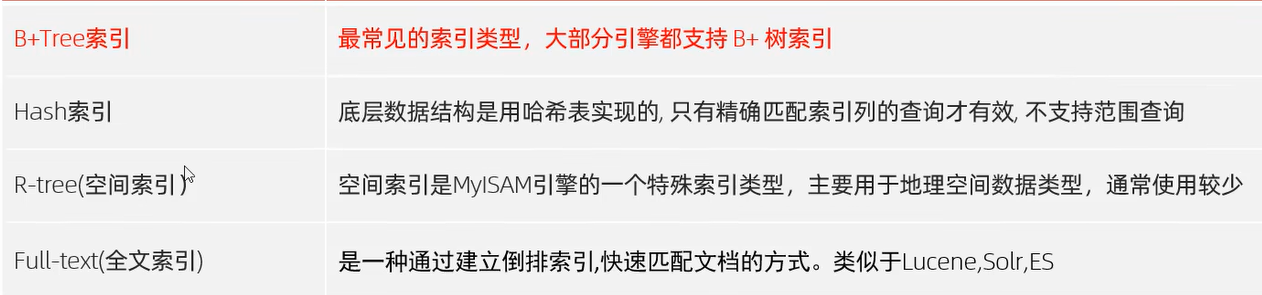 B+Tree索引
最常见的索引类型，大部分引擎都支持 B+ 树索引
Hash索引
底层数据结构是用哈希表实现的, 只有精确匹配索引列的查询才有效, 不支持范围查询
R-tree(空间索引）
空间索引是MyISAM引擎的一个特殊索引类型，主要用于地理空间数据类型，通常使用较少
Full-text(全文索引)
是一种通过建立倒排索引,快速匹配文档的方式。类似于Lucene,Solr,ES